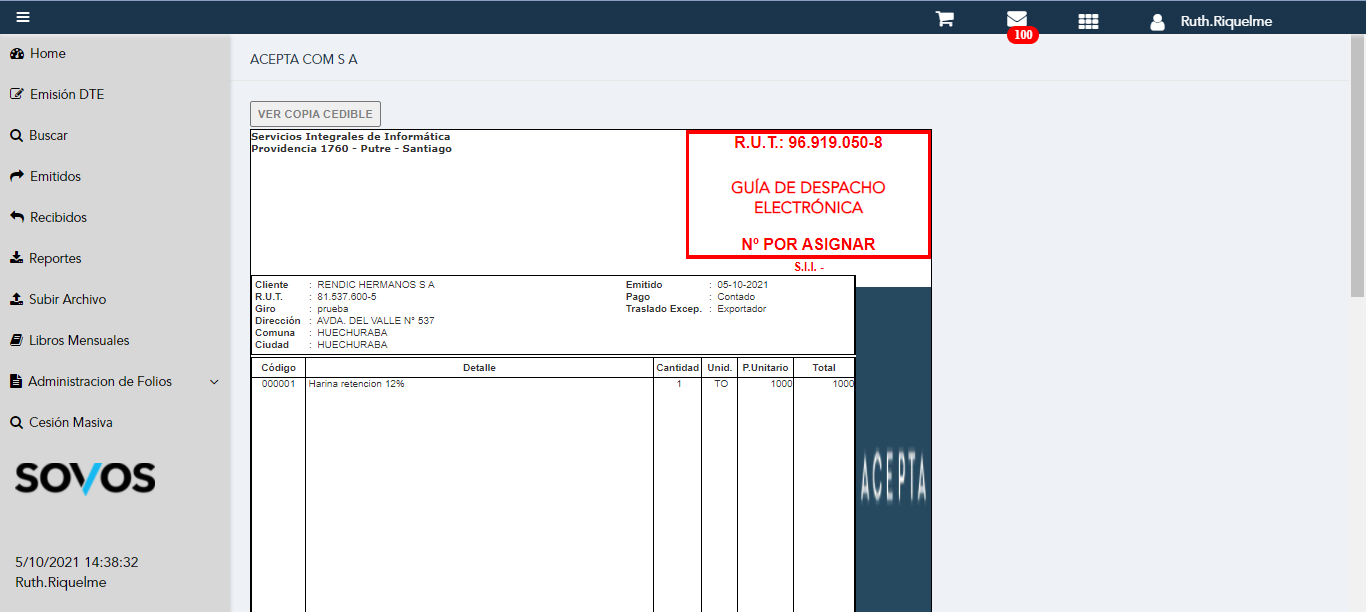 Ruth.Riquelme
100
Home
Emisión DTE
Buscar
Emitidos
Recibidos
Reportes
Subir Archivo
Libros Mensuales
Administracion de Folios
Cesión Masiva
SOVOS
5/10/2021 14:38:32
Ruth.Riquelme
ACEPTA COM S A
VER COPIA CEDIBLE
Servicios Integrales de Informática
Providencia 1760 - Putre - Santiago
R.U.T.: 96.919.050-8
GUÍA DE DESPACHO
ELECTRÓNICA
Nº POR ASIGNAR
S.I.I. -
Cliente : RENDIC HERMANOS S A Emitido : 05-10-2021
R.U.T. : 81.537.600-5 Pago : Contado
Giro : prueba Traslado Excep. : Exportador
Dirección : AVDA. DEL VALLE N° 537
Comuna : HUECHURABA
Ciudad : HUECHURABA
Código Detalle Cantidad Unid. P.Unitario Total
000001 Harina retencion 12% 1 TO 1000 1000
ACEPTA